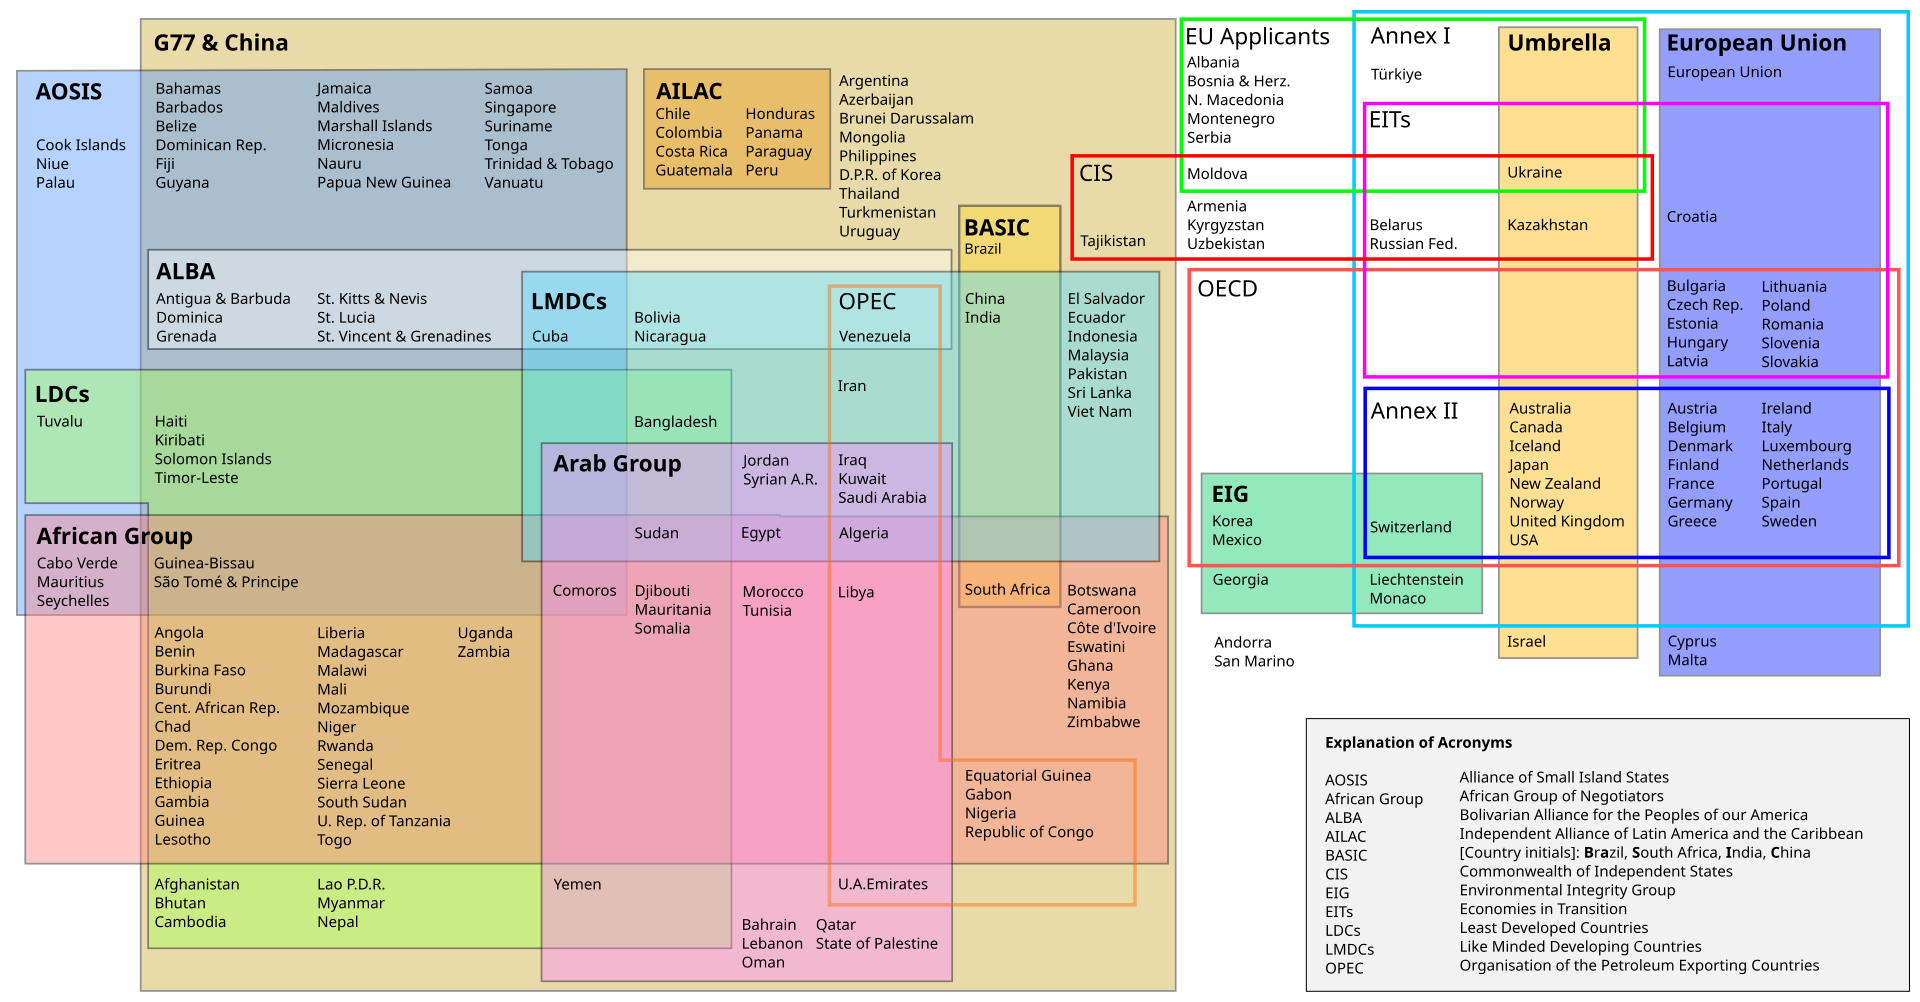 G77 & China
AOSIS
Cook Islands
Niue
Palau
Bahamas
Barbados
Belize
Dominican Rep.
Fiji
Guyana
Jamaica
Maldives
Marshall Islands
Micronesia
Nauru
Papua New Guinea
Samoa
Singapore
Suriname
Tonga
Trinidad & Tobago
Vanuatu
AILAC
Chile
Colombia
Costa Rica
Guatemala
Honduras
Panama
Paraguay
Peru
Argentina
Azerbaijan
Brunei Darussalam
Mongolia
Philippines
D.P.R. of Korea
Thailand
Turkmenistan
Uruguay
BASIC
Brazil
China
India
South Africa
CIS
Tajikistan
ALBA
Antigua & Barbuda
Dominica
Grenada
St. Kitts & Nevis
St. Lucia
St. Vincent & Grenadines
LMDCs
Cuba
Bolivia
Nicaragua
OPEC
Venezuela
Iran
El Salvador
Ecuador
Indonesia
Malaysia
Pakistan
Sri Lanka
Viet Nam
LDCs
Tuvalu
Haiti
Kiribati
Solomon Islands
Timor-Leste
Bangladesh
Arab Group
Jordan
Syrian A.R.
Iraq
Kuwait
Saudi Arabia
Sudan
Egypt
Algeria
African Group
Cabo Verde
Mauritius
Seychelles
Guinea-Bissau
São Tomé & Principe
Comoros
Djibouti
Mauritania
Somalia
Morocco
Tunisia
Libya
Botswana
Cameroon
Côte d'Ivoire
Eswatini
Ghana
Kenya
Namibia
Zimbabwe
Angola
Benin
Burkina Faso
Burundi
Cent. African Rep.
Chad
Dem. Rep. Congo
Eritrea
Ethiopia
Gambia
Guinea
Lesotho
Liberia
Madagascar
Malawi
Mali
Mozambique
Niger
Rwanda
Senegal
Sierra Leone
South Sudan
U. Rep. of Tanzania
Togo
Uganda
Zambia
Equatorial Guinea
Gabon
Nigeria
Republic of Congo
Afghanistan
Bhutan
Cambodia
Lao P.D.R.
Myanmar
Nepal
Yemen
U.A.Emirates
Bahrain
Lebanon
Oman
Qatar
State of Palestine
EU Applicants
Albania
Bosnia & Herz.
N. Macedonia
Montenegro
Serbia
Moldova
Armenia
Kyrgyzstan
Uzbekistan
Annex I
Türkiye
Umbrella
European Union
European Union
EITs
Ukraine
Belarus
Russian Fed.
Kazakhstan
Croatia
OECD
Bulgaria
Czech Rep.
Estonia
Hungary
Latvia
Lithuania
Poland
Romania
Slovenia
Slovakia
Annex II
Australia
Canada
Iceland
Japan
New Zealand
Norway
United Kingdom
USA
Austria
Belgium
Denmark
Finland
France
Germany
Greece
Ireland
Italy
Luxembourg
Netherlands
Portugal
Spain
Sweden
EIG
Korea
Mexico
Switzerland
Georgia
Liechtenstein
Monaco
Andorra
San Marino
Israel
Cyprus
Malta
Explanation of Acronyms
AOSIS Alliance of Small Island States
African Group African Group of Negotiators
ALBA Bolivarian Alliance for the Peoples of our America
AILAC Independent Alliance of Latin America and the Caribbean
BASIC [Country initials]: Brazil, South Africa, India, China
CIS Commonwealth of Independent States
EIG Environmental Integrity Group
EITs Economies in Transition
LDCs Least Developed Countries
LMDCs Like Minded Developing Countries
OPEC Organisation of the Petroleum Exporting Countries